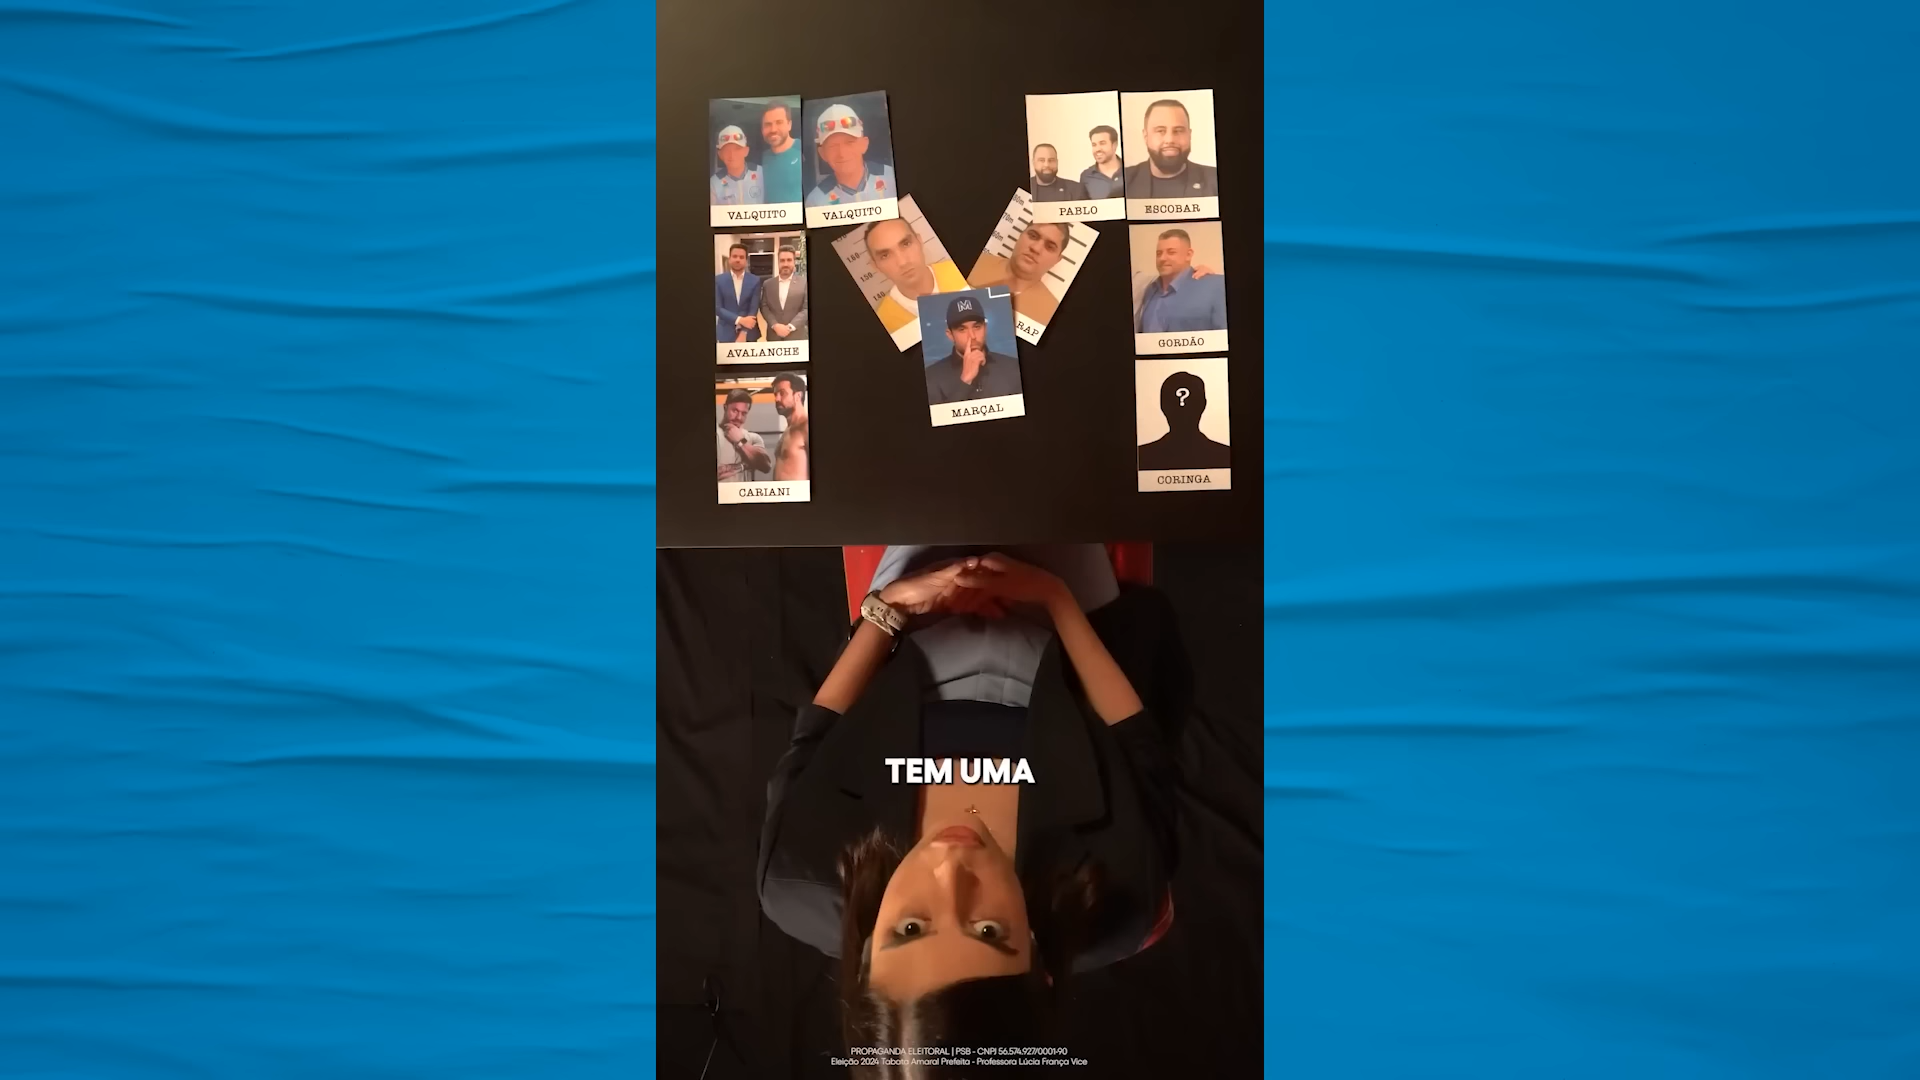 VALQUITO
VALQUITO
PABLO
ESCOBAR
AVALANCHE
RAP
GORDÃO
M
MARÇAL
?
CARIANI
CORINGA
TEM UMA
PROPAGANDA ELEITORAL | PSB - CNPJ 56.574.927/0001-90
Eleição 2024 Tabata Amaral Prefeita - Professora Lúcia França Vice